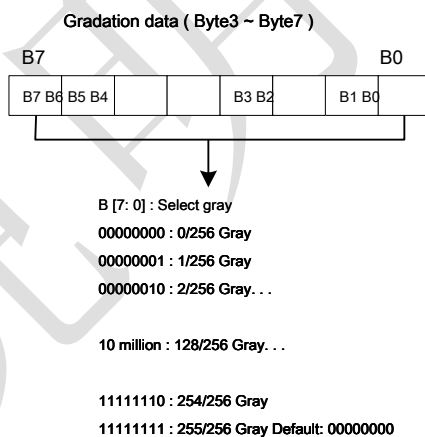 Gradation data ( Byte3 ~ Byte7 )
B7 B0
B7 B6 B5 B4 B3 B2 B1 B0
B [7: 0] : Select gray
00000000 : 0/256 Gray
00000001 : 1/256 Gray
00000010 : 2/256 Gray. . .
10 million : 128/256 Gray. . .
11111110 : 254/256 Gray
11111111 : 255/256 Gray Default: 00000000